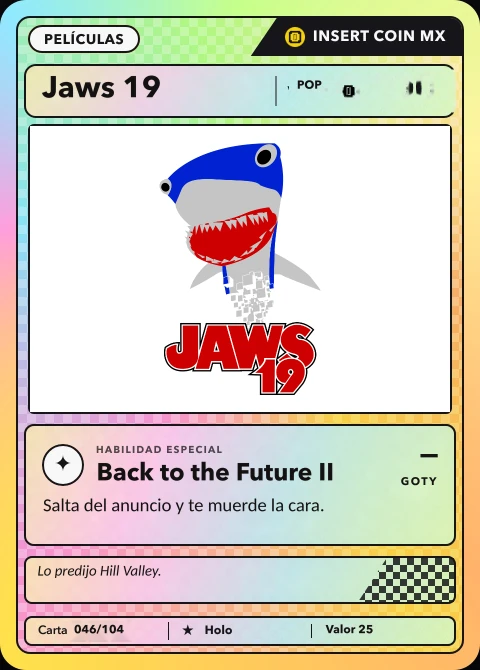 PELÍCULAS
INSERT COIN MX
Jaws 19
POP
JAWS
19
HABILIDAD ESPECIAL
Back to the Future II
—
GOTY
Salta del anuncio y te muerde la cara.
Lo predijo Hill Valley.
Carta 046/104
★ Holo
Valor 25